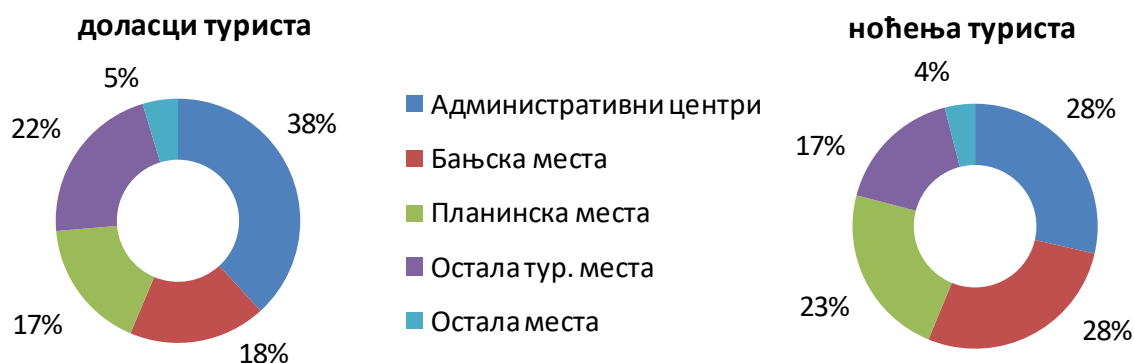 доласци туриста
5%
38%
22%
17%
18%
Административни центри
Бањска места
Планинска места
Остала тур. места
Остала места
ноћења туриста
4%
28%
17%
23%
28%